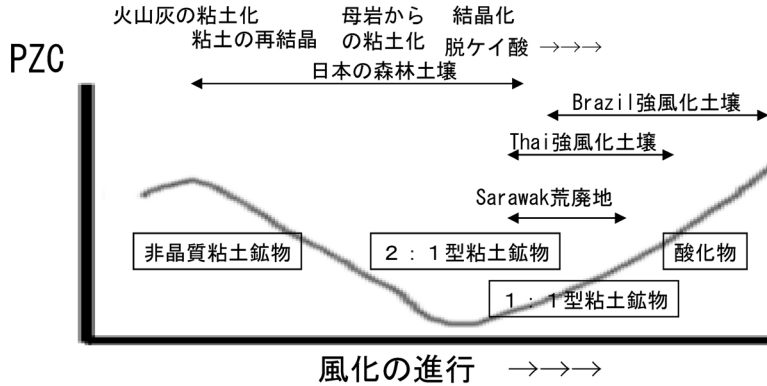 火山灰の粘土化
粘土の再結晶
母岩から
の粘土化
結晶化
脱ケイ酸 →→→
日本の森林土壌
PZC
Brazil強風化土壌
Thai強風化土壌
Sarawak荒廃地
非晶質粘土鉱物
2：1型粘土鉱物
酸化物
1：1型粘土鉱物
風化の進行 →→→